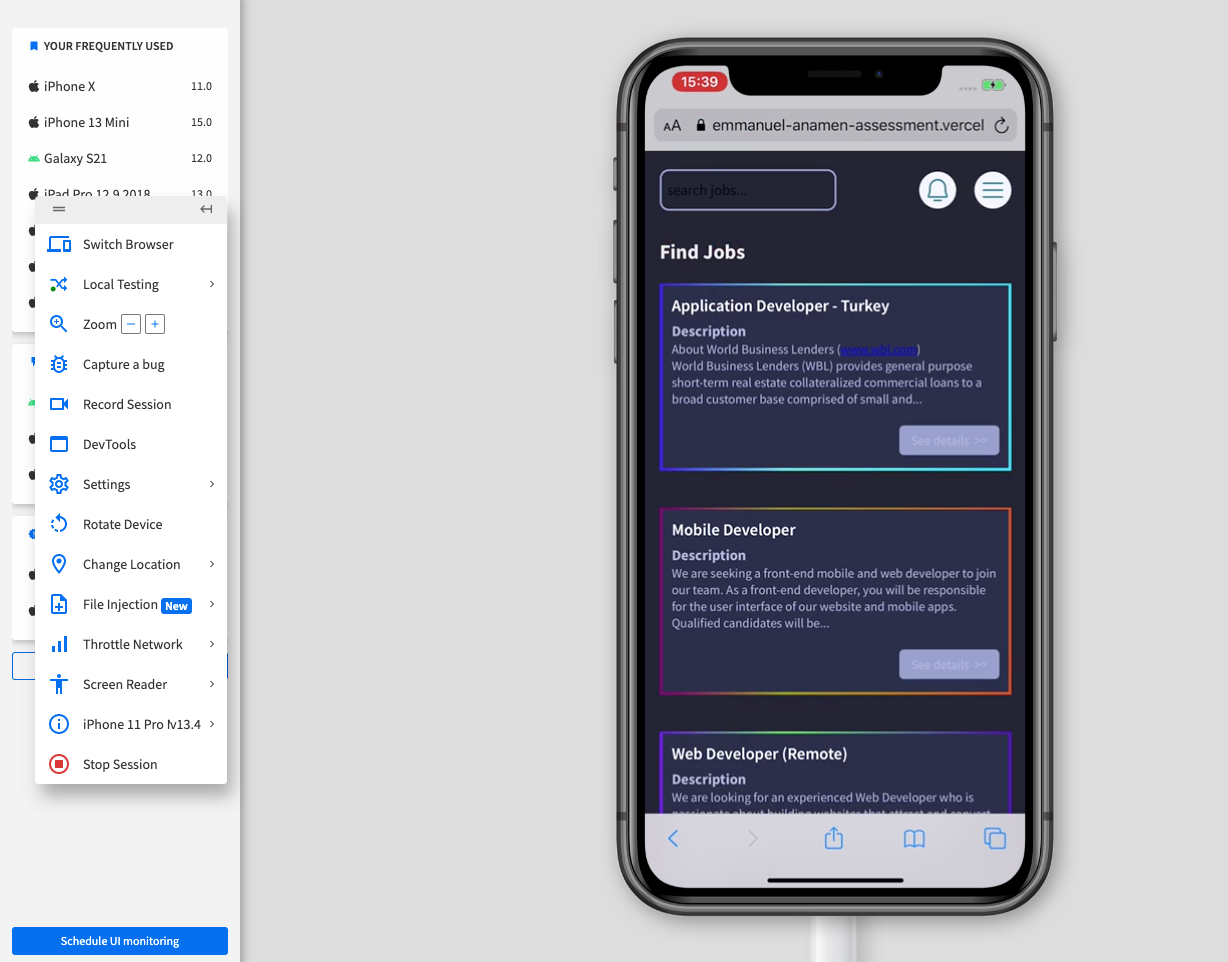 YOUR FREQUENTLY USED
iPhone X 11.0
iPhone 13 Mini 15.0
Galaxy S21 12.0
iPad Pro 12.9 2018 13.0
Switch Browser
Local Testing
Zoom
Capture a bug
Record Session
DevTools
Settings
Rotate Device
Change Location
File Injection New
Throttle Network
Screen Reader
iPhone 11 Pro v13.4
Stop Session
Schedule UI monitoring
15:39
AA emmanuel-anamen-assessment.vercel
search jobs...
Find Jobs
Application Developer - Turkey
Description
About World Business Lenders (www.wbl.com)
World Business Lenders (WBL) provides general purpose
short-term real estate collateralized commercial loans to a
broad customer base comprised of small and...
See details >>
Mobile Developer
Description
We are seeking a front-end mobile and web developer to join
our team. As a front-end developer, you will be responsible
for the user interface of our website and mobile apps.
Qualified candidates will be...
See details >>
Web Developer (Remote)
Description
We are looking for an experienced Web Developer who is
passionate about building websites that attract and convert